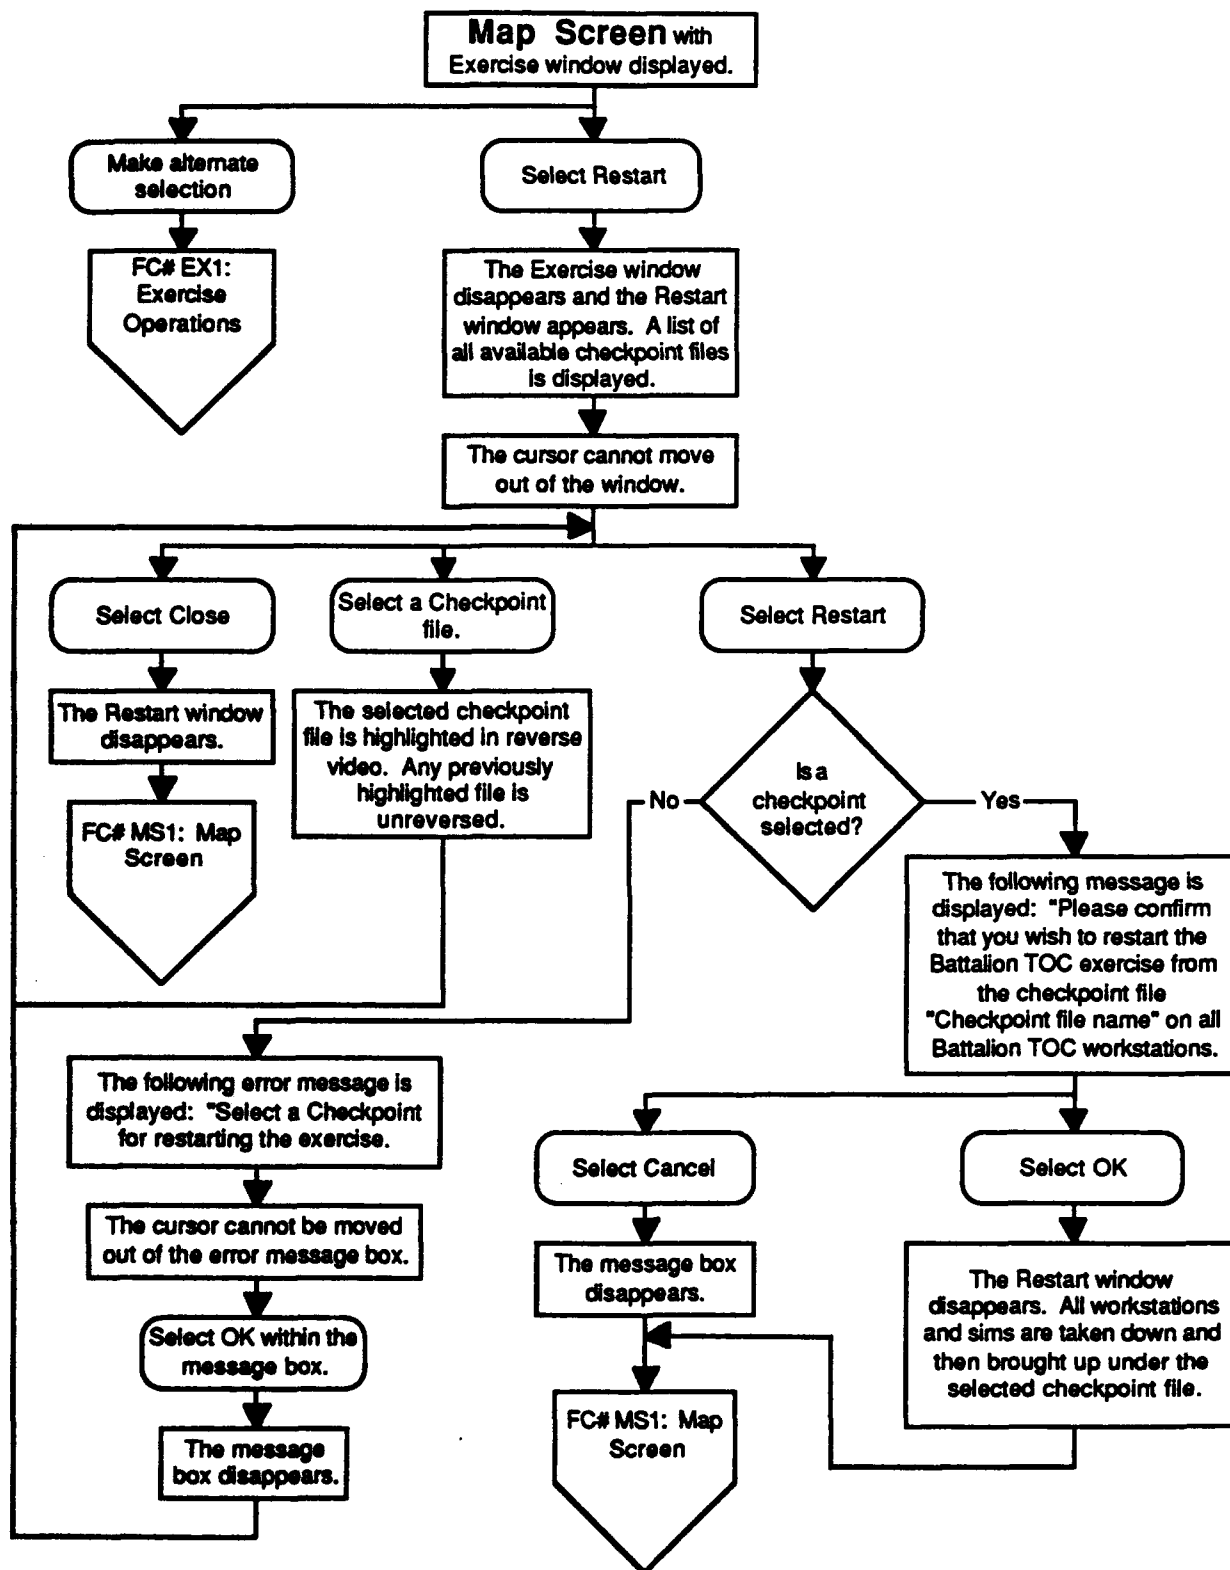 Map Screen with
Exercise window displayed.
Make alternate
selection
Select Restart
FC# EX1:
Exercise
Operations
The Exercise window
disappears and the Restart
window appears. A list of
all available checkpoint files
is displayed.
The cursor cannot move
out of the window.
Select Close
Select a Checkpoint
file.
Select Restart
The Restart window
disappears.
The selected checkpoint
file is highlighted in reverse
video. Any previously
highlighted file is
unreversed.
Is a
checkpoint
selected?
No
Yes
FC# MS1: Map
Screen
The following message is
displayed: "Please confirm
that you wish to restart the
Battalion TOC exercise from
the checkpoint file
"Checkpoint file name" on all
Battalion TOC workstations.
The following error message is
displayed: "Select a Checkpoint
for restarting the exercise.
Select Cancel
Select OK
The cursor cannot be moved
out of the error message box.
The message box
disappears.
The Restart window
disappears. All workstations
and sims are taken down and
then brought up under the
selected checkpoint file.
Select OK within the
message box.
FC# MS1: Map
Screen
The message
box disappears.